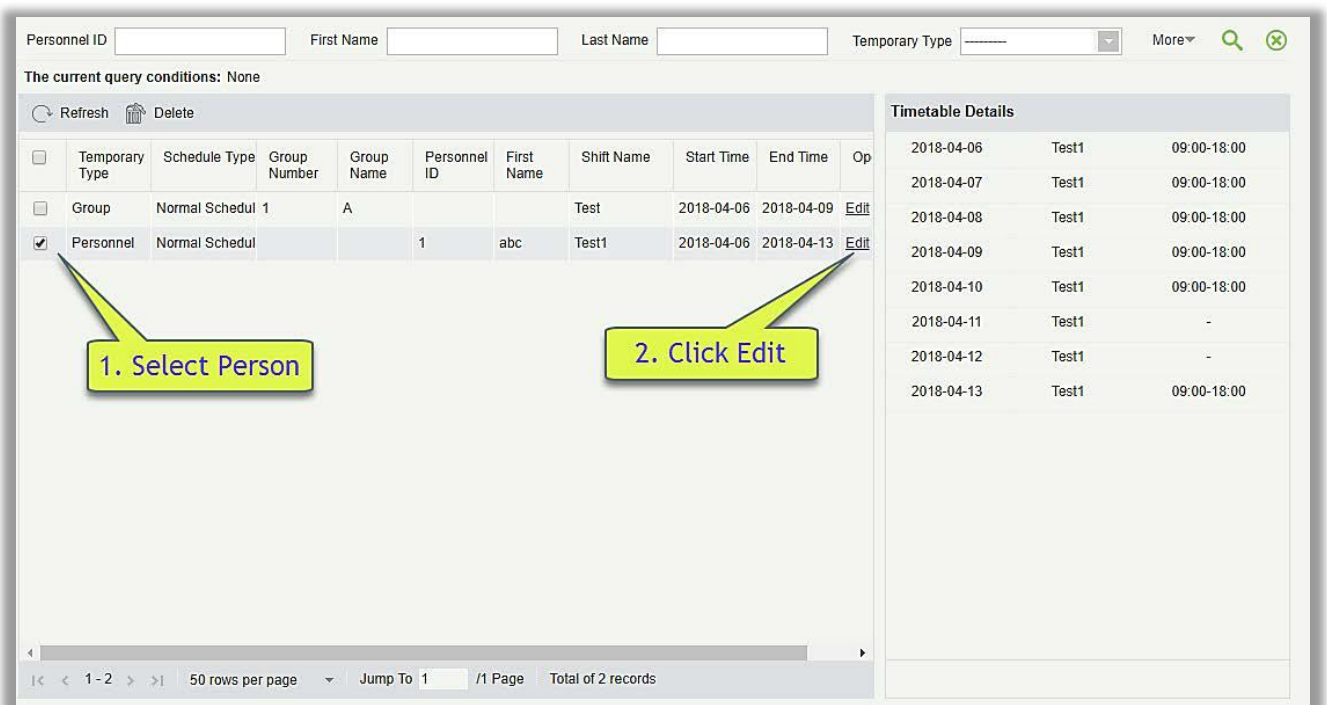 Personnel ID First Name Last Name Temporary Type --------- More
The current query conditions: None
Refresh Delete
Temporary Type Schedule Type Group Number Group Name Personnel ID First Name Shift Name Start Time End Time Op
Group Normal Schedul 1 A Test 2018-04-06 2018-04-09 Edit
Personnel Normal Schedul 1 abc Test1 2018-04-06 2018-04-13 Edit
1. Select Person
2. Click Edit
1 - 2 50 rows per page Jump To 1 /1 Page Total of 2 records
Timetable Details
2018-04-06 Test1 09:00-18:00
2018-04-07 Test1 09:00-18:00
2018-04-08 Test1 09:00-18:00
2018-04-09 Test1 09:00-18:00
2018-04-10 Test1 09:00-18:00
2018-04-11 Test1 -
2018-04-12 Test1 -
2018-04-13 Test1 09:00-18:00